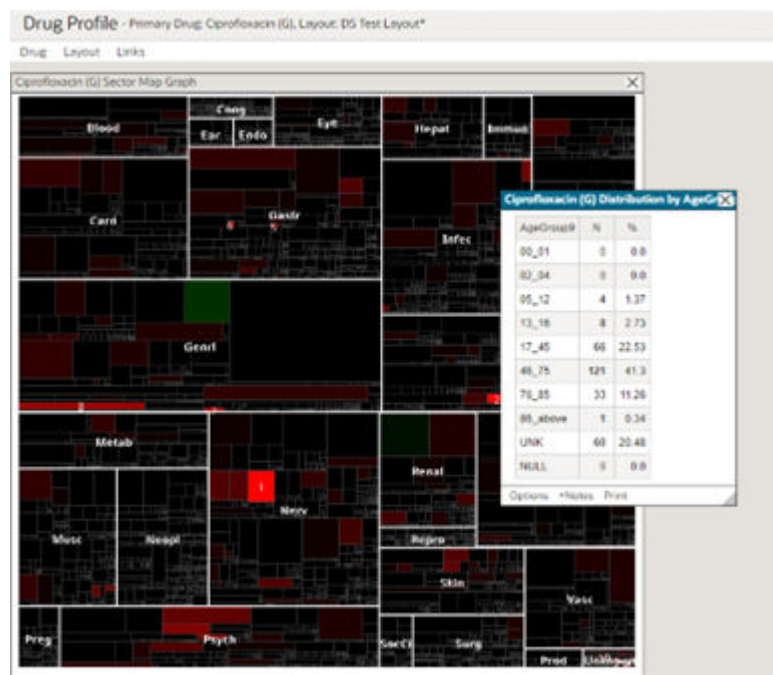 Drug Profile - Primary Drug: Ciprofloxacin (G), Layout: DS Test Layout*
Drug Layout Links
Ciprofloxacin (G) Sector Map Graph
Blood
Cong
Ear
Endo
Eye
Hepat
Immun
Card
Gastr
Infec
Genrl
2
Metab
Musc
Neopl
1
Nerv
Renal
Repro
Skin
Vasc
Preg
Psych
SocCi
Surg
Prod
Ciprofloxacin (G) Distribution by AgeGr
AgeGroup9 N %
00_01 0 0.0
02_04 0 0.0
05_12 4 1.37
13_16 8 2.73
17_45 66 22.53
46_75 121 41.3
76_85 33 11.26
86_above 1 0.34
UNK 60 20.48
NULL 0 0.0
Options +Notes Print